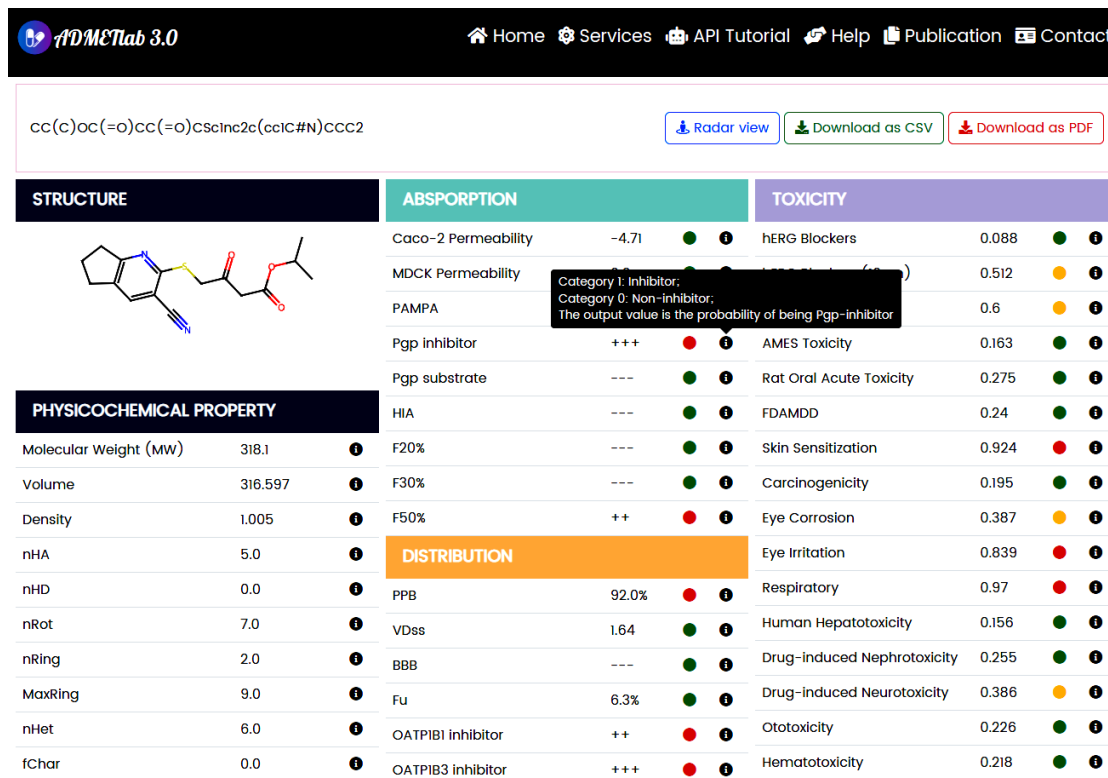 ADMETlab 3.0
Home Services API Tutorial Help Publication Contact
CC(C)OC(=O)CC(=O)CSc1nc2c(cc1C#N)CCC2
Radar view Download as CSV Download as PDF
STRUCTURE
N
S
O
O
O
N
PHYSICOCHEMICAL PROPERTY
Molecular Weight (MW) 318.1
Volume 316.597
Density 1.005
nHA 5.0
nHD 0.0
nRot 7.0
nRing 2.0
MaxRing 9.0
nHet 6.0
fChar 0.0
ABSPORPTION
Caco-2 Permeability -4.71
MDCK Permeability
PAMPA
Category 1: Inhibitor;
Category 0: Non-inhibitor;
The output value is the probability of being Pgp-inhibitor
Pgp inhibitor +++
Pgp substrate ---
HIA ---
F20% ---
F30% ---
F50% ++
DISTRIBUTION
PPB 92.0%
VDss 1.64
BBB ---
Fu 6.3%
OATP1B1 inhibitor ++
OATP1B3 inhibitor +++
TOXICITY
hERG Blockers 0.088
0.512
0.6
AMES Toxicity 0.163
Rat Oral Acute Toxicity 0.275
FDAMDD 0.24
Skin Sensitization 0.924
Carcinogenicity 0.195
Eye Corrosion 0.387
Eye Irritation 0.839
Respiratory 0.97
Human Hepatotoxicity 0.156
Drug-induced Nephrotoxicity 0.255
Drug-induced Neurotoxicity 0.386
Ototoxicity 0.226
Hematotoxicity 0.218